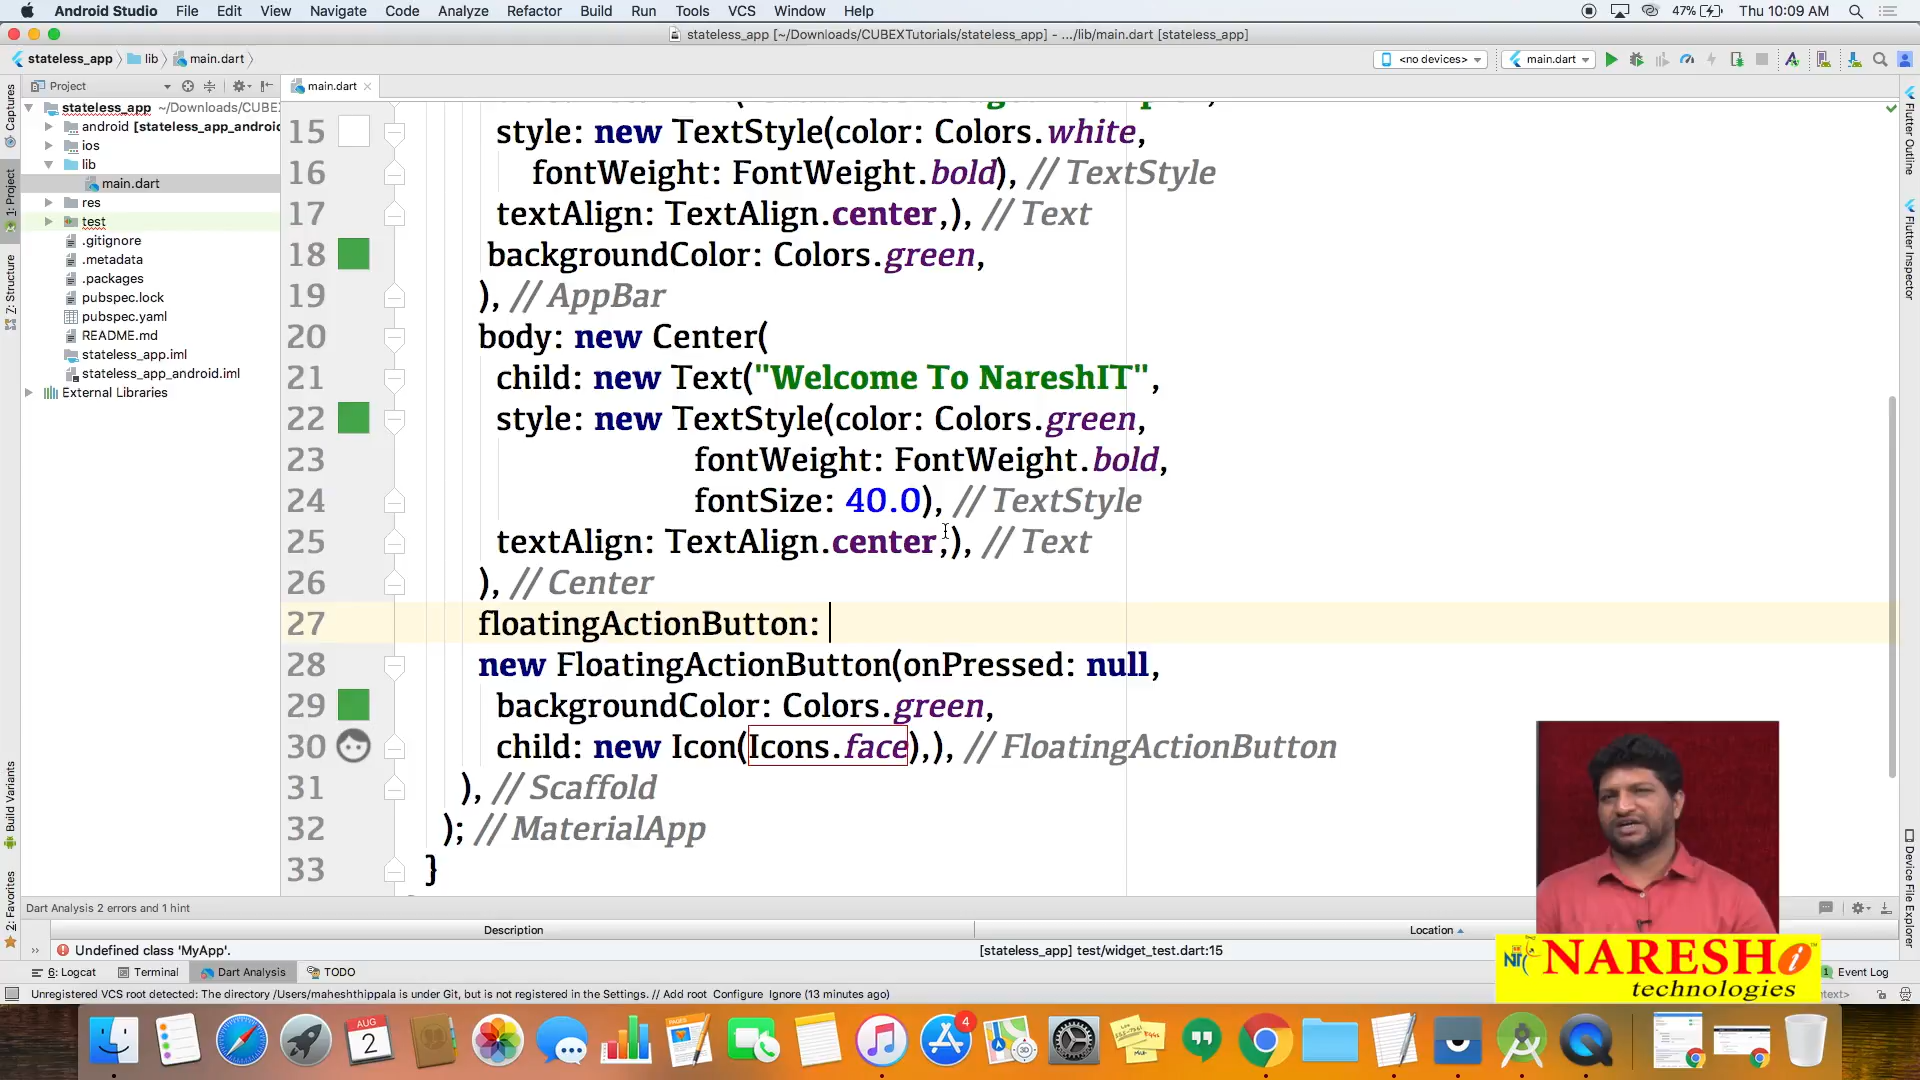 Android Studio File Edit View Navigate Code Analyze Refactor Build Run Tools VCS Window Help 47% Thu 10:09 AM
stateless_app [~/Downloads/CUBEXTutorials/stateless_app] - .../lib/main.dart [stateless_app]
stateless_app lib main.dart <no devices> main.dart
Project main.dart
stateless_app ~/Downloads/CUBE
android [stateless_app_androic
ios
lib
main.dart
res
test
.gitignore
.metadata
.packages
pubspec.lock
pubspec.yaml
README.md
stateless_app.iml
stateless_app_android.iml
External Libraries
Captures
1: Project
Z: Structure
Build Variants
2: Favorites
15 style: new TextStyle(color: Colors.white,
16 fontWeight: FontWeight.bold), // TextStyle
17 textAlign: TextAlign.center,), // Text
18 backgroundColor: Colors.green,
19 ), // AppBar
20 body: new Center(
21 child: new Text("Welcome To NareshIT",
22 style: new TextStyle(color: Colors.green,
23 fontWeight: FontWeight.bold,
24 fontSize: 40.0), // TextStyle
25 textAlign: TextAlign.center,), // Text
26 ), // Center
27 floatingActionButton:
28 new FloatingActionButton(onPressed: null,
29 backgroundColor: Colors.green,
30 child: new Icon(Icons.face),), // FloatingActionButton
31 ), // Scaffold
32 ); // MaterialApp
33 }
Flutter Outline
Flutter Inspector
Device File Explorer
Dart Analysis 2 errors and 1 hint
Description Location
Undefined class 'MyApp'. [stateless_app] test/widget_test.dart:15
6: Logcat Terminal Dart Analysis TODO 1 Event Log
Unregistered VCS root detected: The directory /Users/maheshthippala is under Git, but is not registered in the Settings. // Add root Configure Ignore (13 minutes ago) ntext>
NARESH i
technologies
AUG
2
4
3D